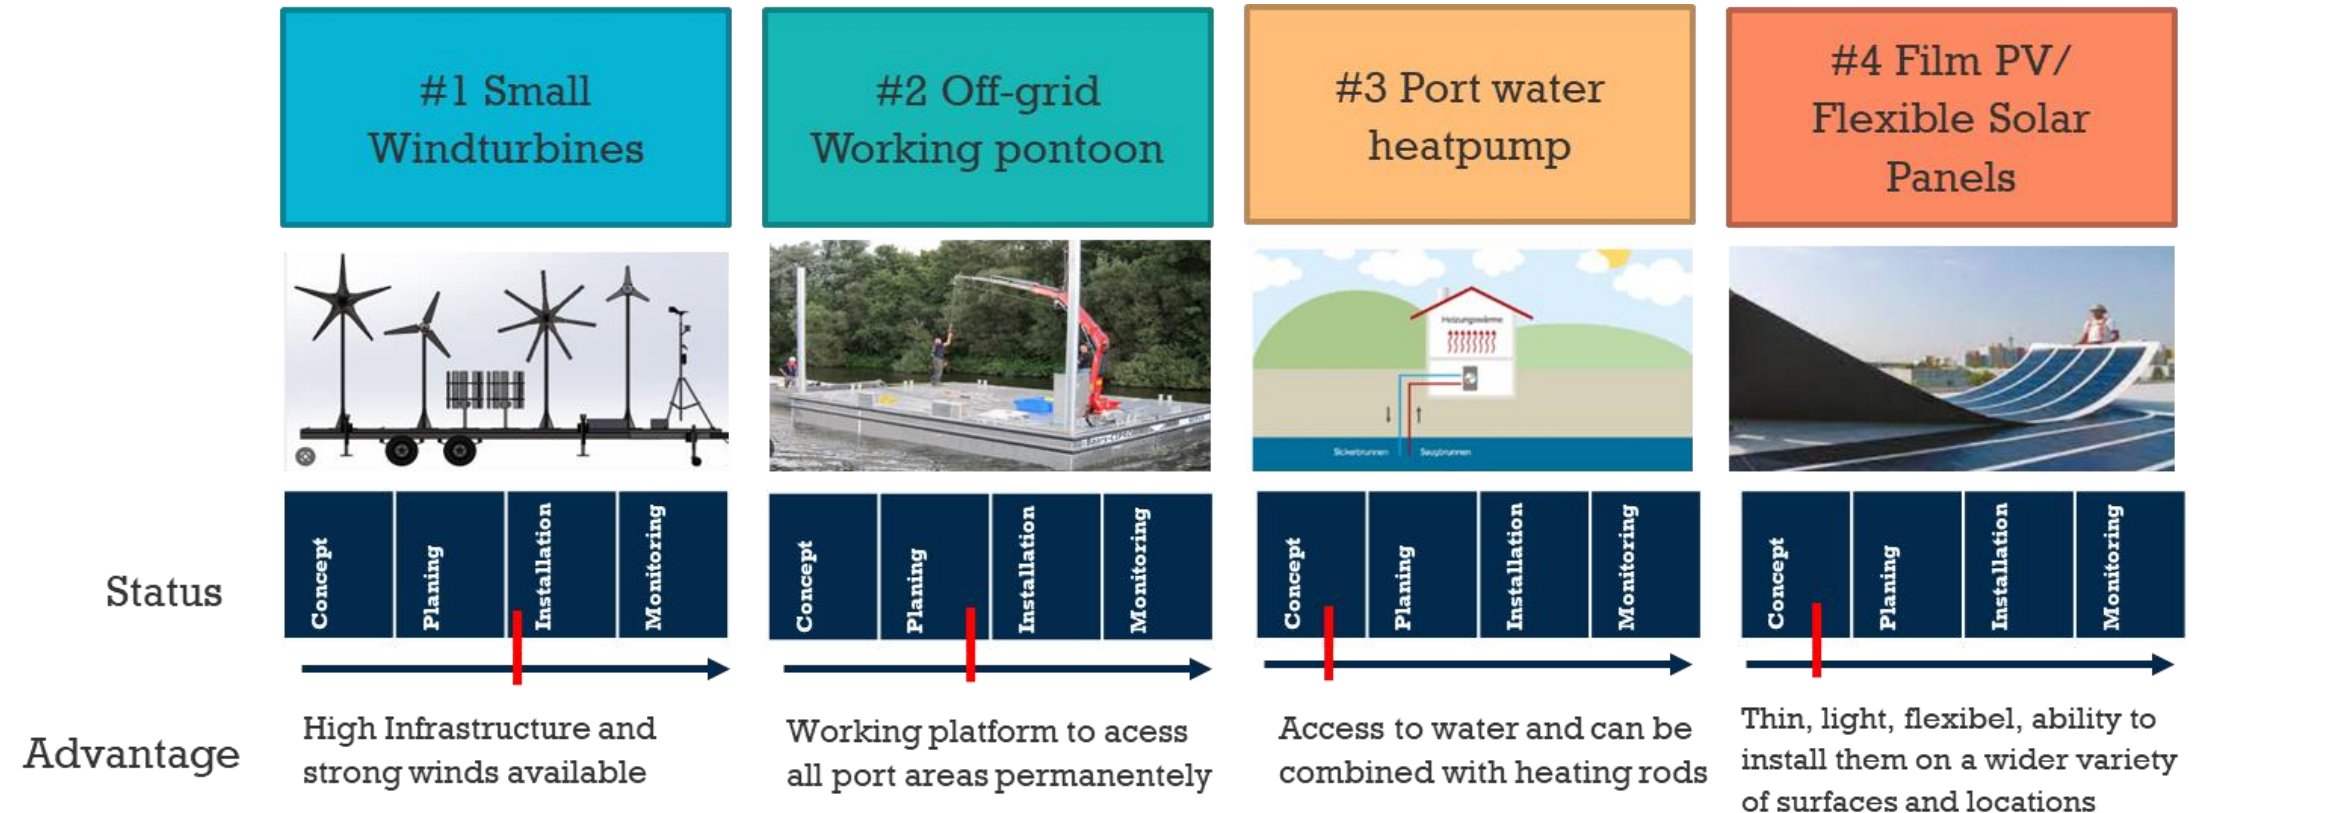 #1 Small
Windturbines
#2 Off-grid
Working pontoon
#3 Port water
heatpump
#4 Film PV/
Flexible Solar
Panels
Heizungswärme
Sickerbrunnen
Saugbrunnen
Status
Concept
Planing
Installation
Monitoring
Concept
Planing
Installation
Monitoring
Concept
Planing
Installation
Monitoring
Concept
Planing
Installation
Monitoring
Advantage
High Infrastructure and
strong winds available
Working platform to acess
all port areas permanentely
Access to water and can be
combined with heating rods
Thin, light, flexibel, ability to
install them on a wider variety
of surfaces and locations